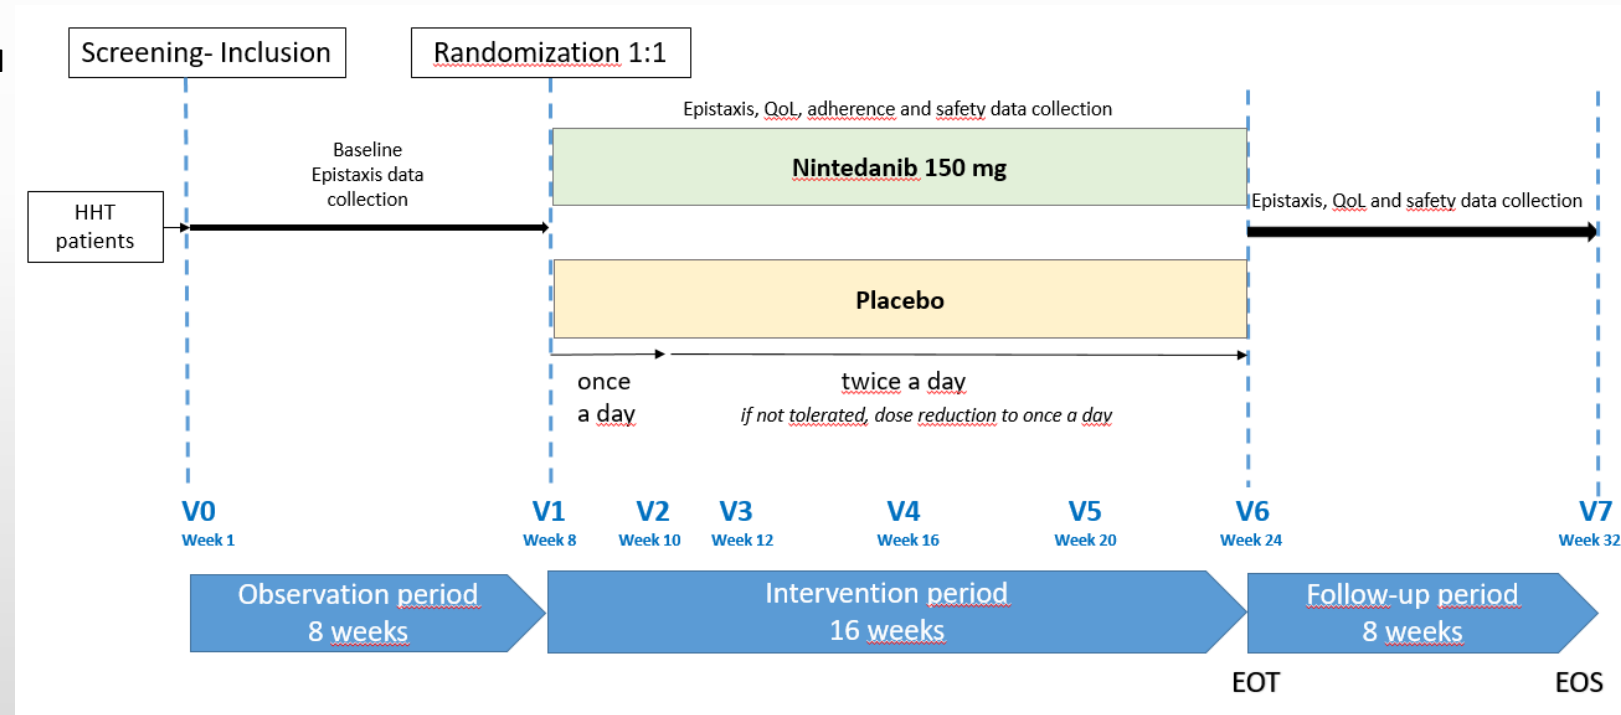 Screening- Inclusion
Randomization 1:1
Epistaxis, QoL, adherence and safety data collection
Baseline
Epistaxis data
collection
Nintedanib 150 mg
HHT
patients
Epistaxis, QoL and safety data collection
Placebo
once
a day
twice a day
if not tolerated, dose reduction to once a day
V0
Week 1
V1
Week 8
V2
Week 10
V3
Week 12
V4
Week 16
V5
Week 20
V6
Week 24
V7
Week 32
Observation period
8 weeks
Intervention period
16 weeks
Follow-up period
8 weeks
EOT
EOS